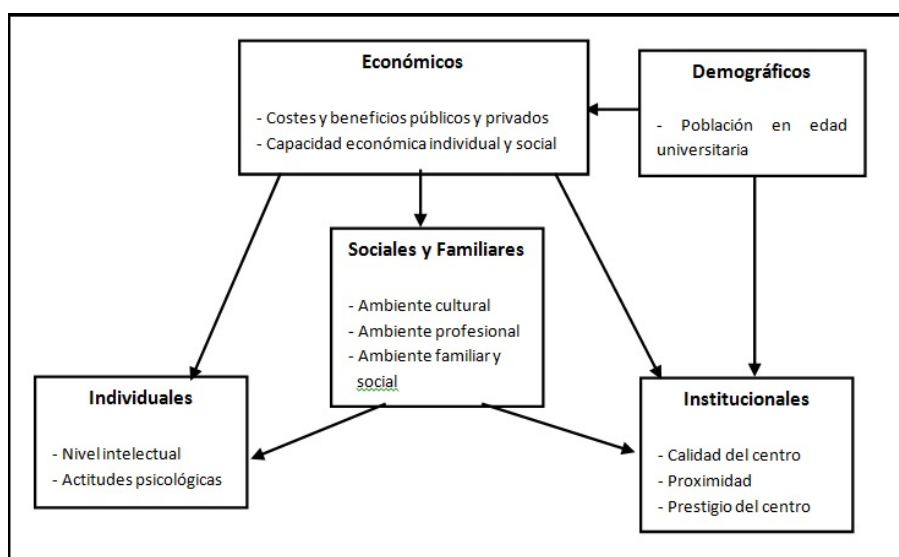 Económicos
- Costes y beneficios públicos y privados
- Capacidad económica individual y social
Demográficos
- Población en edad
universitaria
Sociales y Familiares
- Ambiente cultural
- Ambiente profesional
- Ambiente familiar y
social
Individuales
- Nivel intelectual
- Actitudes psicológicas
Institucionales
- Calidad del centro
- Proximidad
- Prestigio del centro